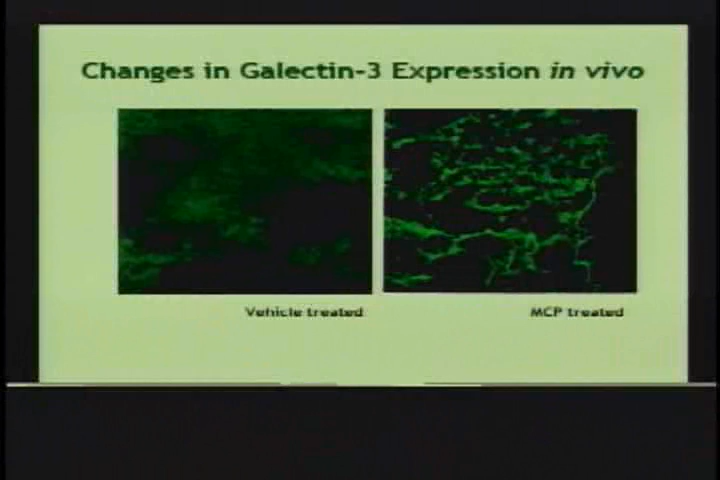 Changes in Galectin-3 Expression in vivo
Vehicle treated
MCP treated